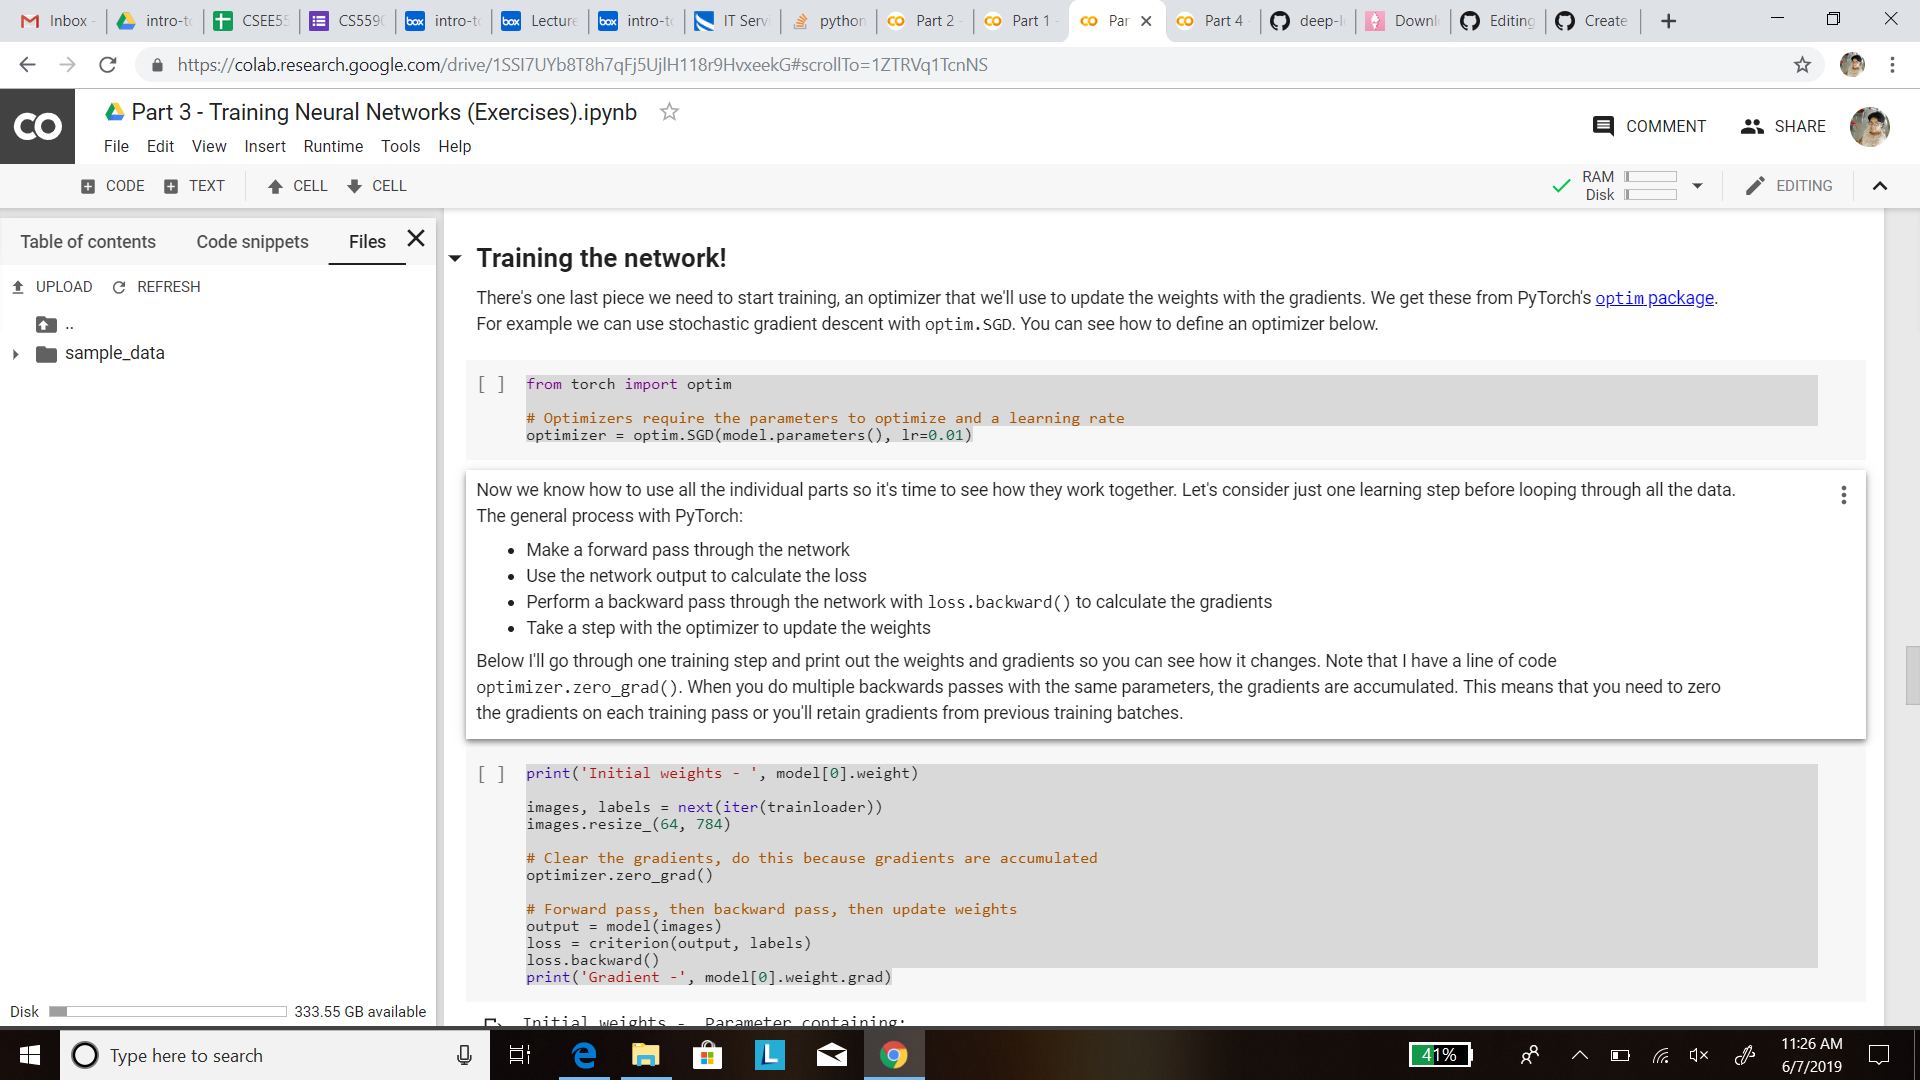 Inbox -
intro-to
CSEE55
CS5590
intro-to
Lecture
intro-to
IT Servi
python
Part 2 -
Part 1 -
Par
Part 4 -
deep-l
Downl
Editing
Create
https://colab.research.google.com/drive/1SSI7UYb8T8h7qFj5UjlH118r9HvxeekG#scrollTo=1ZTRVq1TcnNS
CO
Part 3 - Training Neural Networks (Exercises).ipynb
File Edit View Insert Runtime Tools Help
COMMENT SHARE
CODE TEXT CELL CELL
RAM
Disk
EDITING
Table of contents Code snippets Files
UPLOAD REFRESH
..
sample_data
Disk 333.55 GB available
Training the network!
There's one last piece we need to start training, an optimizer that we'll use to update the weights with the gradients. We get these from PyTorch's optim package.
For example we can use stochastic gradient descent with optim.SGD. You can see how to define an optimizer below.
[ ] from torch import optim
# Optimizers require the parameters to optimize and a learning rate
optimizer = optim.SGD(model.parameters(), lr=0.01)
Now we know how to use all the individual parts so it's time to see how they work together. Let's consider just one learning step before looping through all the data.
The general process with PyTorch:
• Make a forward pass through the network
• Use the network output to calculate the loss
• Perform a backward pass through the network with loss.backward() to calculate the gradients
• Take a step with the optimizer to update the weights
Below I'll go through one training step and print out the weights and gradients so you can see how it changes. Note that I have a line of code
optimizer.zero_grad(). When you do multiple backwards passes with the same parameters, the gradients are accumulated. This means that you need to zero
the gradients on each training pass or you'll retain gradients from previous training batches.
[ ] print('Initial weights - ', model[0].weight)
images, labels = next(iter(trainloader))
images.resize_(64, 784)
# Clear the gradients, do this because gradients are accumulated
optimizer.zero_grad()
# Forward pass, then backward pass, then update weights
output = model(images)
loss = criterion(output, labels)
loss.backward()
print('Gradient -', model[0].weight.grad)
Initial weights - Parameter containing:
Type here to search
41%
11:26 AM
6/7/2019